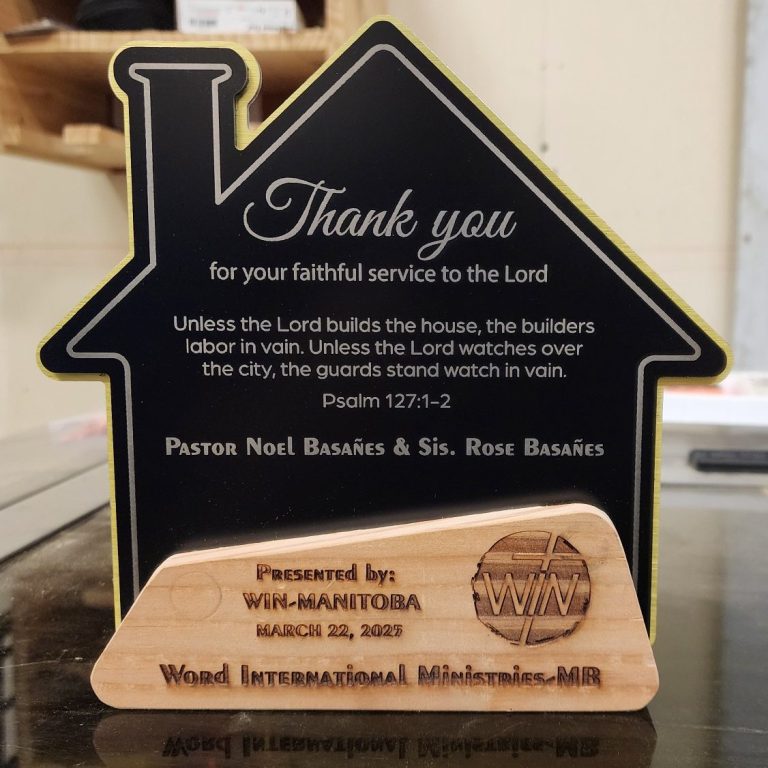 Thank you
for your faithful service to the Lord
Unless the Lord builds the house, the builders
labor in vain. Unless the Lord watches over
the city, the guards stand watch in vain.
Psalm 127:1-2
Pastor Noel Basañes & Sis. Rose Basañes
Presented by:
WIN-MANITOBA
MARCH 22, 2025
WIN
Word International Ministries-MB